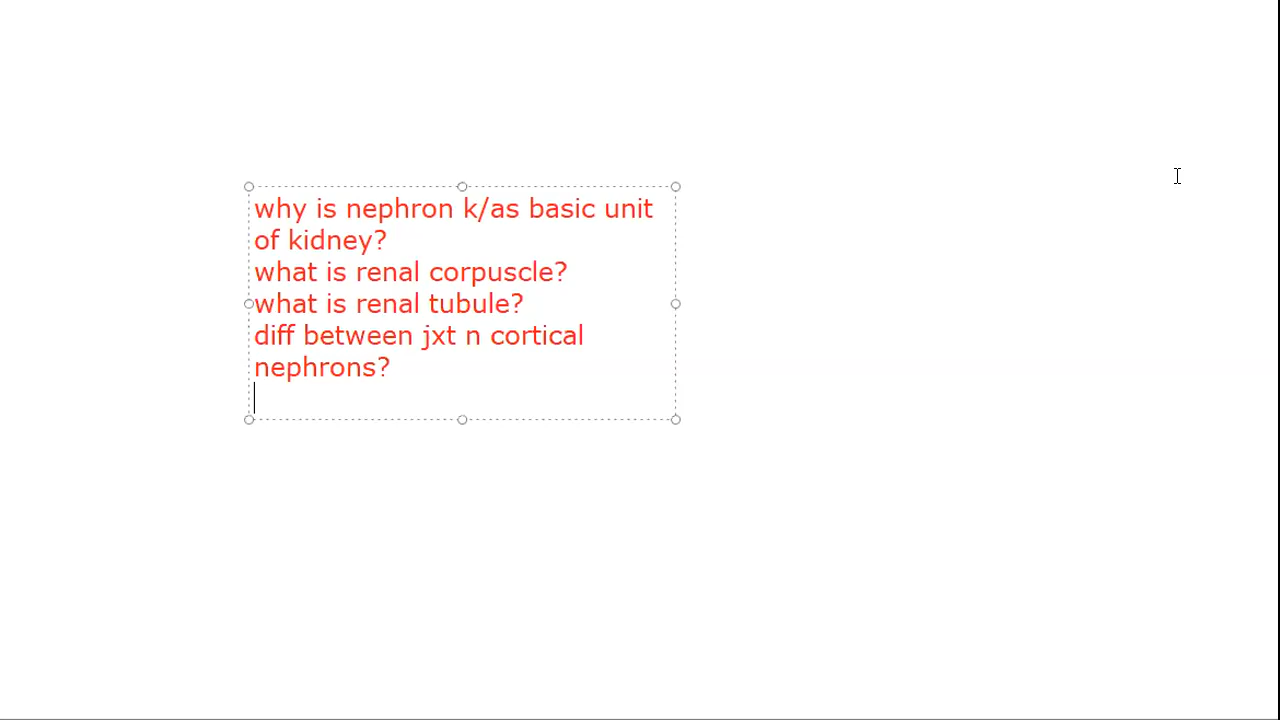 why is nephron k/as basic unit
of kidney?
what is renal corpuscle?
what is renal tubule?
diff between jxt n cortical
nephrons?